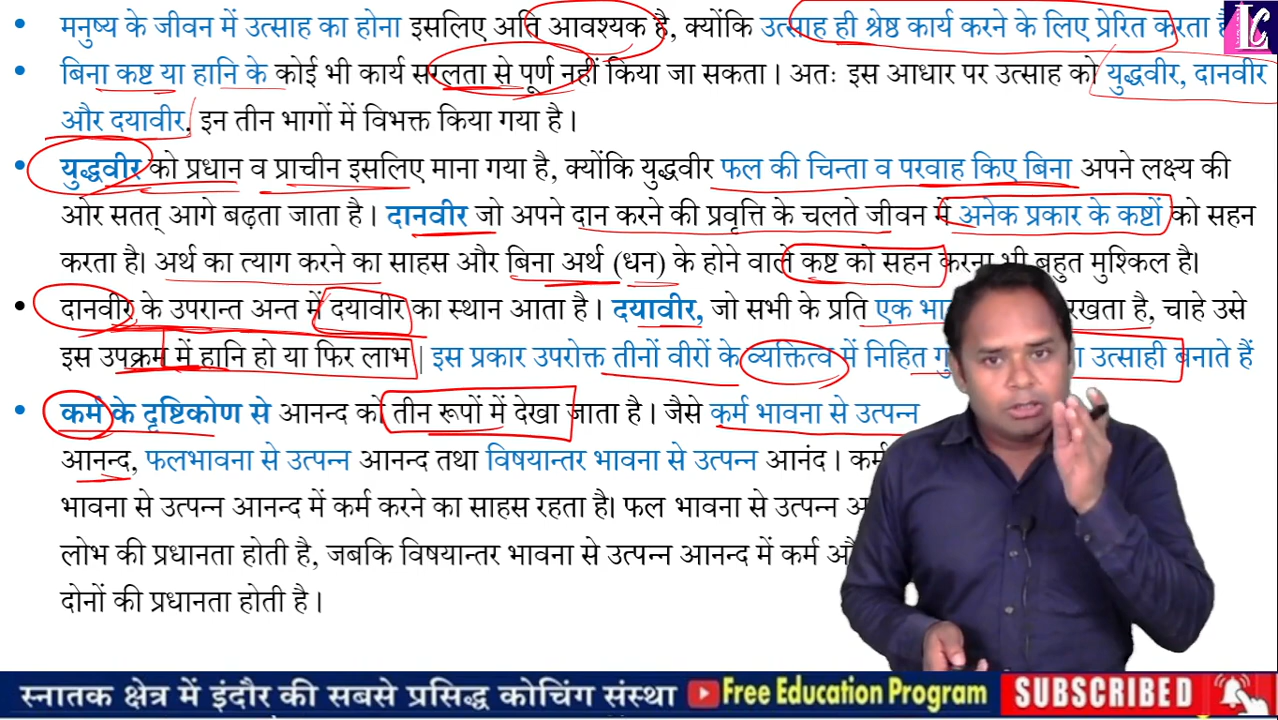 • मनुष्य के जीवन में उत्साह का होना इसलिए अति आवश्यक है, क्योंकि उत्साह ही श्रेष्ठ कार्य करने के लिए प्रेरित करता
LC
• बिना कष्ट या हानि के कोई भी कार्य सरलता से पूर्ण नहीं किया जा सकता। अतः इस आधार पर उत्साह को युद्धवीर, दानवीर
और दयावीर, इन तीन भागों में विभक्त किया गया है।
• युद्धवीर को प्रधान व प्राचीन इसलिए माना गया है, क्योंकि युद्धवीर फल की चिन्ता व परवाह किए बिना अपने लक्ष्य की
ओर सतत् आगे बढ़ता जाता है। दानवीर जो अपने दान करने की प्रवृत्ति के चलते जीवन में अनेक प्रकार के कष्टों को सहन
करता है। अर्थ का त्याग करने का साहस और बिना अर्थ (धन) के होने वाले कष्ट को सहन करना भी बहुत मुश्किल है।
• दानवीर के उपरान्त अन्त में दयावीर का स्थान आता है। दयावीर, जो सभी के प्रति एक रखता है, चाहे उसे
इस उपक्रम में हानि हो या फिर लाभ | इस प्रकार उपरोक्त तीनों वीरों के व्यक्तित्व में निहित उत्साही बनाते हैं
• कर्म के दृष्टिकोण से आनन्द को तीन रूपों में देखा जाता है। जैसे कर्म भावना से उत्पन्न
आनन्द, फलभावना से उत्पन्न आनन्द तथा विषयान्तर भावना से उत्पन्न आनंद। कर्म
भावना से उत्पन्न आनन्द में कर्म करने का साहस रहता है। फल भावना से उत्पन्न
लोभ की प्रधानता होती है, जबकि विषयान्तर भावना से उत्पन्न आनन्द में कर्म
दोनों की प्रधानता होती है।
स्नातक क्षेत्र में इंदौर की सबसे प्रसिद्ध कोचिंग संस्था Free Education Program SUBSCRIBED